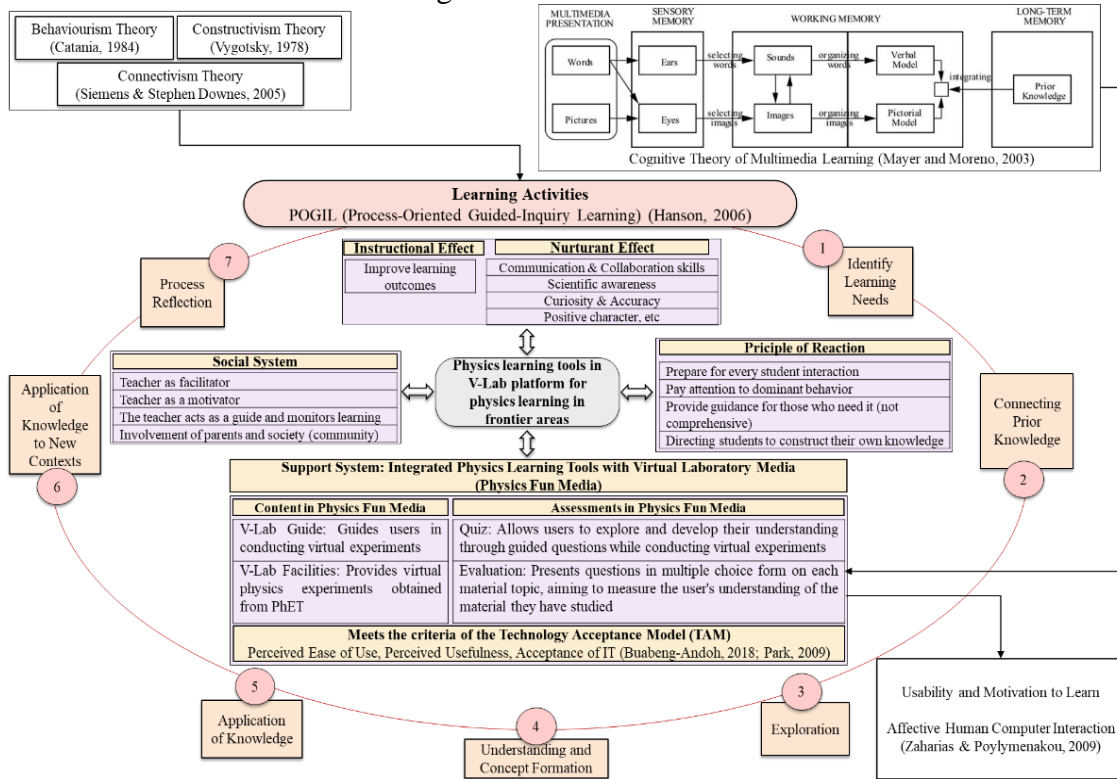 Behaviourism Theory
(Catania, 1984)
Constructivism Theory
(Vygotsky, 1978)
Connectivism Theory
(Siemens & Stephen Downes, 2005)
MULTIMEDIA
PRESENTATION
SENSORY
MEMORY
WORKING MEMORY
LONG-TERM
MEMORY
Words
Pictures
Ears
Eyes
selecting
words
selecting
images
Sounds
Images
organizing
words
organizing
images
Verbal
Model
Pictorial
Model
integrating
Prior
Knowledge
Cognitive Theory of Multimedia Learning (Mayer and Moreno, 2003)
Learning Activities
POGIL (Process-Oriented Guided-Inquiry Learning) (Hanson, 2006)
Instructional Effect
Improve learning
outcomes
Nurturant Effect
Communication & Collaboration skills
Scientific awareness
Curiosity & Accuracy
Positive character, etc
1
Identify
Learning
Needs
7
Process
Reflection
Social System
Teacher as facilitator
Teacher as a motivator
The teacher acts as a guide and monitors learning
Involvement of parents and society (community)
Physics learning tools in
V-Lab platform for
physics learning in
frontier areas
Priciple of Reaction
Prepare for every student interaction
Pay attention to dominant behavior
Provide guidance for those who need it (not
comprehensive)
Directing students to construct their own knowledge
Application
of
Knowledge
to New
Contexts
6
Connecting
Prior
Knowledge
2
Support System: Integrated Physics Learning Tools with Virtual Laboratory Media
(Physics Fun Media)
Content in Physics Fun Media
V-Lab Guide: Guides users in
conducting virtual experiments
V-Lab Facilities: Provides virtual
physics experiments obtained
from PhET
Assessments in Physics Fun Media
Quiz: Allows users to explore and develop their understanding
through guided questions while conducting virtual experiments
Evaluation: Presents questions in multiple choice form on each
material topic, aiming to measure the user's understanding of the
material they have studied
Meets the criteria of the Technology Acceptance Model (TAM)
Perceived Ease of Use, Perceived Usefulness, Acceptance of IT (Buabeng-Andoh, 2018; Park, 2009)
5
Application
of Knowledge
4
Understanding and
Concept Formation
3
Exploration
Usability and Motivation to Learn
Affective Human Computer Interaction
(Zaharias & Poylymenakou, 2009)